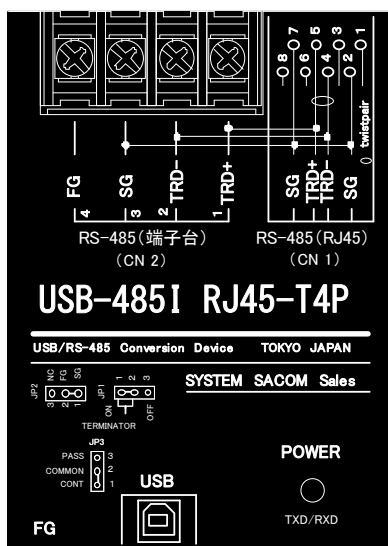 7 5 3 1
8 6 4 2
twistpair
FG SG TRD- TRD+ SG TRD+ TRD- SG
4 3 2 1
RS-485(端子台) RS-485(RJ45)
(CN 2) (CN 1)
USB-485I RJ45-T4P
USB/RS-485 Conversion Device TOKYO JAPAN
SYSTEM SACOM Sales
JP2 NC FG SG JP1 1 2 3
3 2 1 ON OFF
TERMINATOR
JP3
PASS 3
COMMON 2
CONT 1
USB
POWER
TXD/RXD
FG